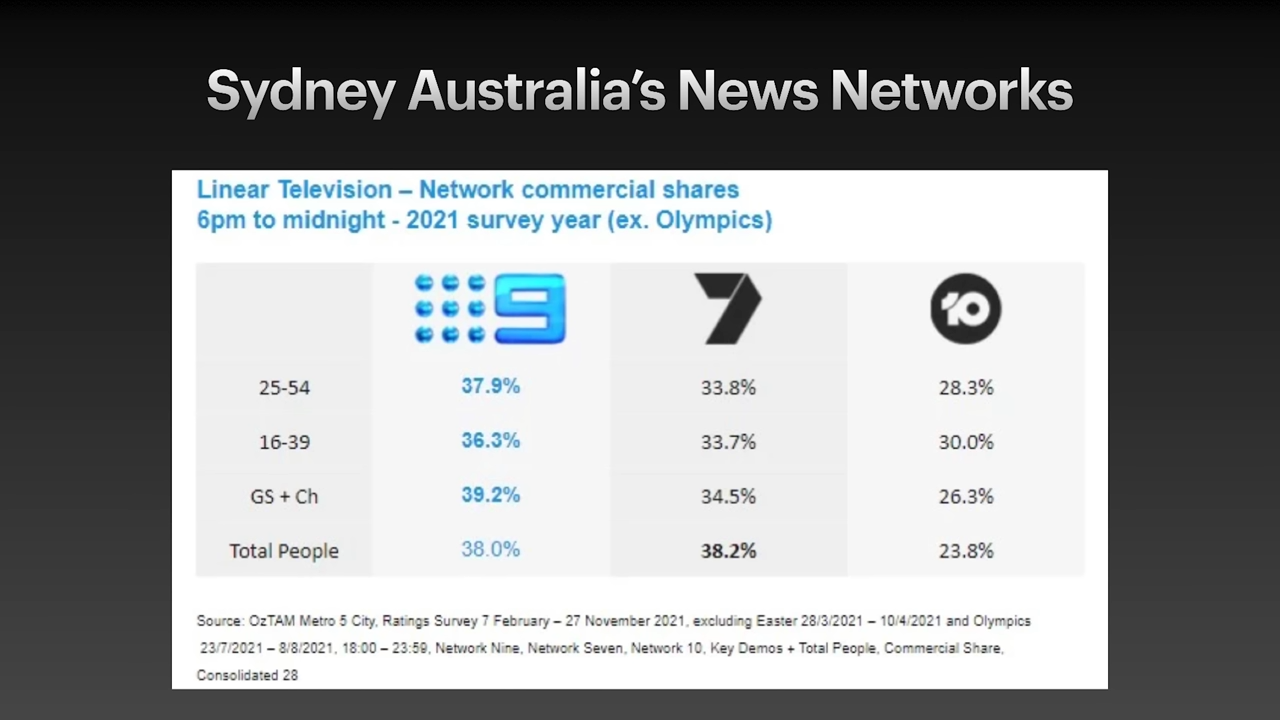 Sydney Australia's News Networks
Linear Television – Network commercial shares
6pm to midnight - 2021 survey year (ex. Olympics)
9 7 10
25-54 37.9% 33.8% 28.3%
16-39 36.3% 33.7% 30.0%
GS + Ch 39.2% 34.5% 26.3%
Total People 38.0% 38.2% 23.8%
Source: OzTAM Metro 5 City, Ratings Survey 7 February – 27 November 2021, excluding Easter 28/3/2021 – 10/4/2021 and Olympics
23/7/2021 – 8/8/2021, 18:00 – 23:59, Network Nine, Network Seven, Network 10, Key Demos + Total People, Commercial Share,
Consolidated 28